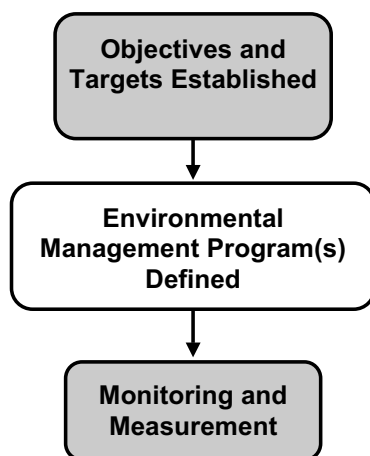 Objectives and
Targets Established
Environmental
Management Program(s)
Defined
Monitoring and
Measurement